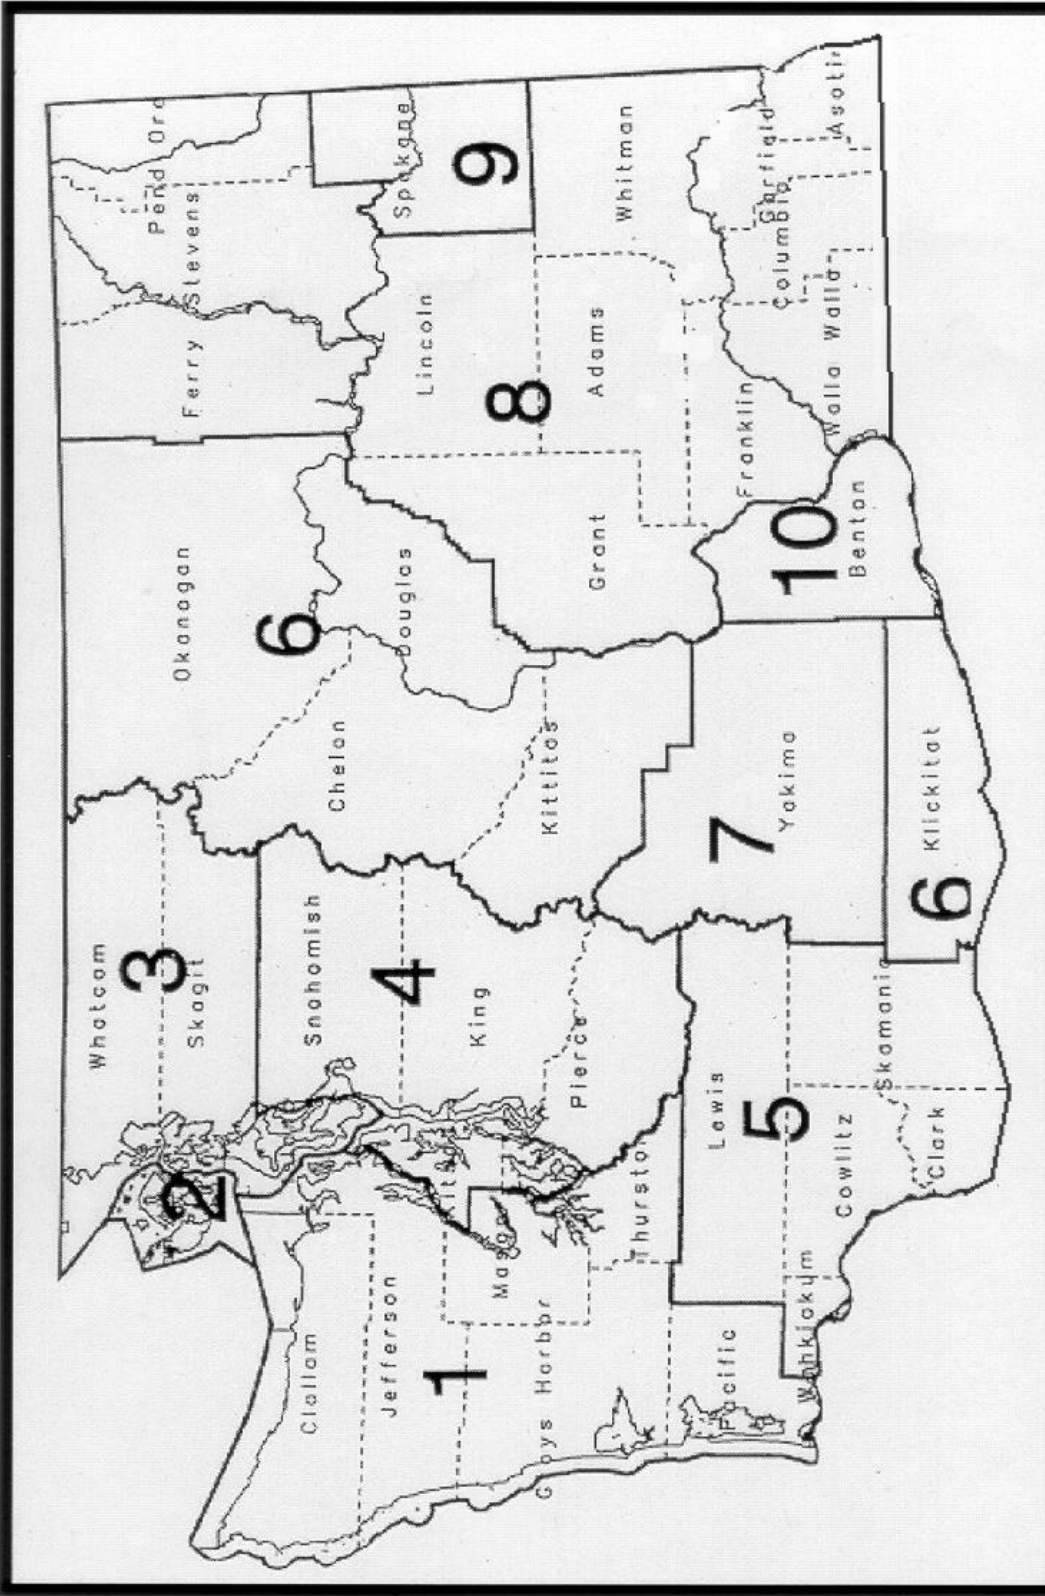 Whatcom
3
Skagit
2
Okanogan
6
Ferry
Stevens
Pend Ore
Clallam
Snohomish
Chelan
Jefferson
4
Douglas
Lincoln
Spokane
9
1
King
Mason
8
Grays Harbor
Kittitas
Pierce
Grant
Adams
Whitman
Thurston
Lewis
5
Pacific
7
Yakima
Franklin
Columbia
Garfield
10
Benton
Wahkiakum
Walla Walla
Asotin
Cowlitz
Skamania
Clark
6
Klickitat